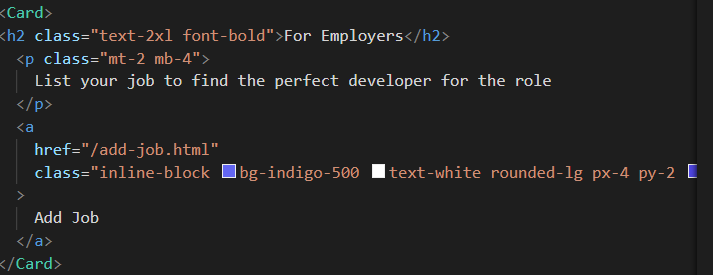 <Card>
<h2 class="text-2xl font-bold">For Employers</h2>
<p class="mt-2 mb-4">
List your job to find the perfect developer for the role
</p>
<a
href="/add-job.html"
class="inline-block bg-indigo-500 text-white rounded-lg px-4 py-2
>
Add Job
</a>
</Card>